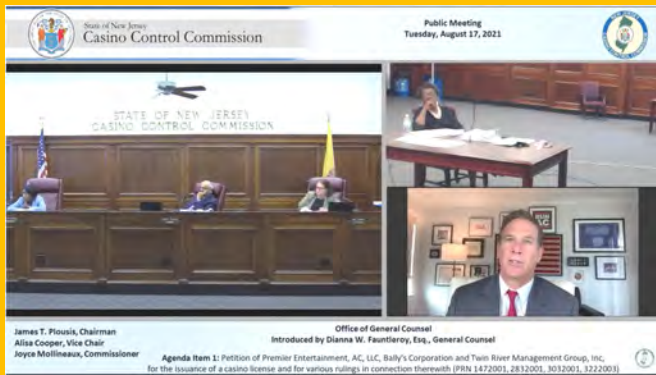 State of New Jersey
Casino Control Commission
Public Meeting
Tuesday, August 17, 2021
STATE OF NEW JERSEY
CASINO CONTROL COMMISSION
James T. Plousis, Chairman
Alisa Cooper, Vice Chair
Joyce Mollineaux, Commissioner
Office of General Counsel
Introduced by Dianna W. Fauntleroy, Esq., General Counsel
Agenda Item 1: Petition of Premier Entertainment, AC, LLC, Bally's Corporation and Twin River Management Group, Inc,
for the issuance of a casino license and for various rulings in connection therewith (PRN 1472001, 2832001, 3032001, 3222003)